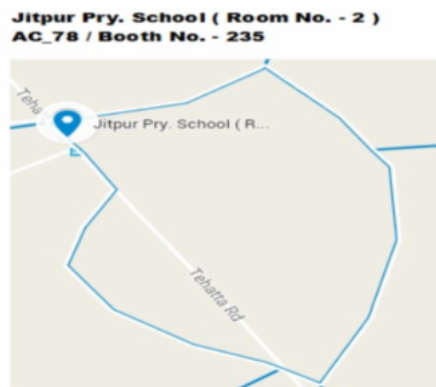 Jitpur Pry. School ( Room No. - 2 )
AC_78 / Booth No. - 235
Jitpur Pry. School ( R...
Tehatta Rd